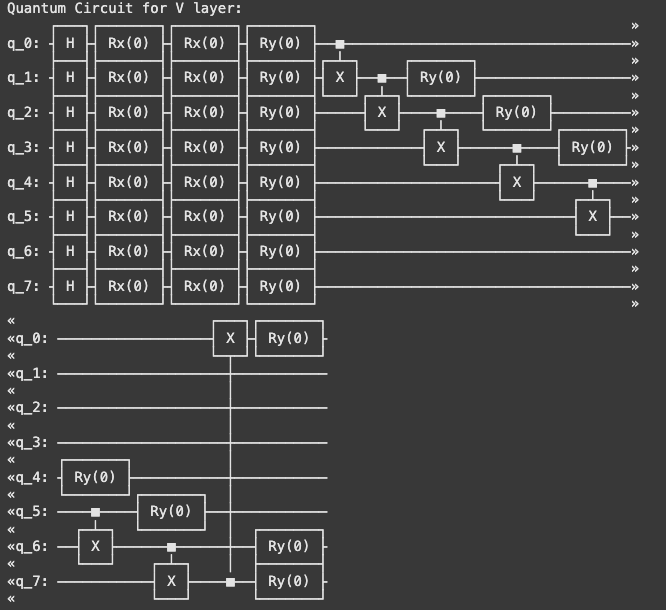 Quantum Circuit for V layer:
»
q_0: H Rx(0) Rx(0) Ry(0) »
»
q_1: H Rx(0) Rx(0) Ry(0) X Ry(0) »
»
q_2: H Rx(0) Rx(0) Ry(0) X Ry(0) »
»
q_3: H Rx(0) Rx(0) Ry(0) X Ry(0) »
»
q_4: H Rx(0) Rx(0) Ry(0) X »
»
q_5: H Rx(0) Rx(0) Ry(0) X »
»
q_6: H Rx(0) Rx(0) Ry(0) »
»
q_7: H Rx(0) Rx(0) Ry(0) »
»
«
«q_0: X Ry(0)
«
«q_1:
«
«q_2:
«
«q_3:
«
«q_4: Ry(0)
«
«q_5: Ry(0)
«
«q_6: X Ry(0)
«
«q_7: X Ry(0)
«